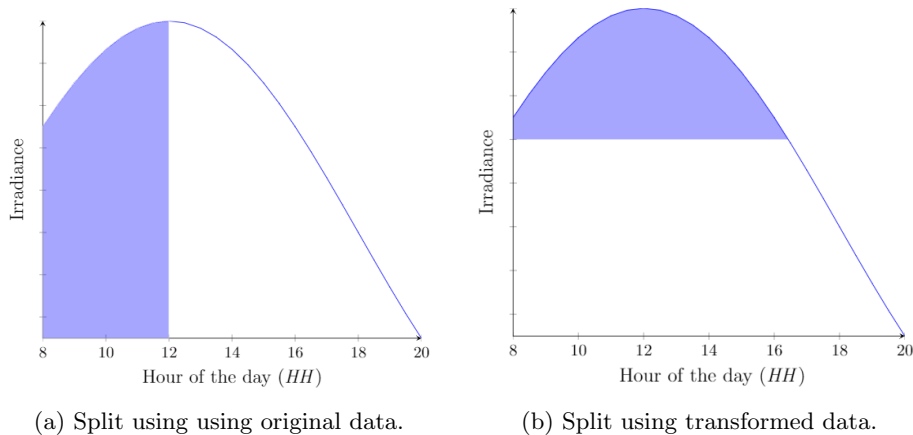 Irradiance
8 10 12 14 16 18 20
Hour of the day (HH)
(a) Split using using original data.
Irradiance
8 10 12 14 16 18 20
Hour of the day (HH)
(b) Split using transformed data.